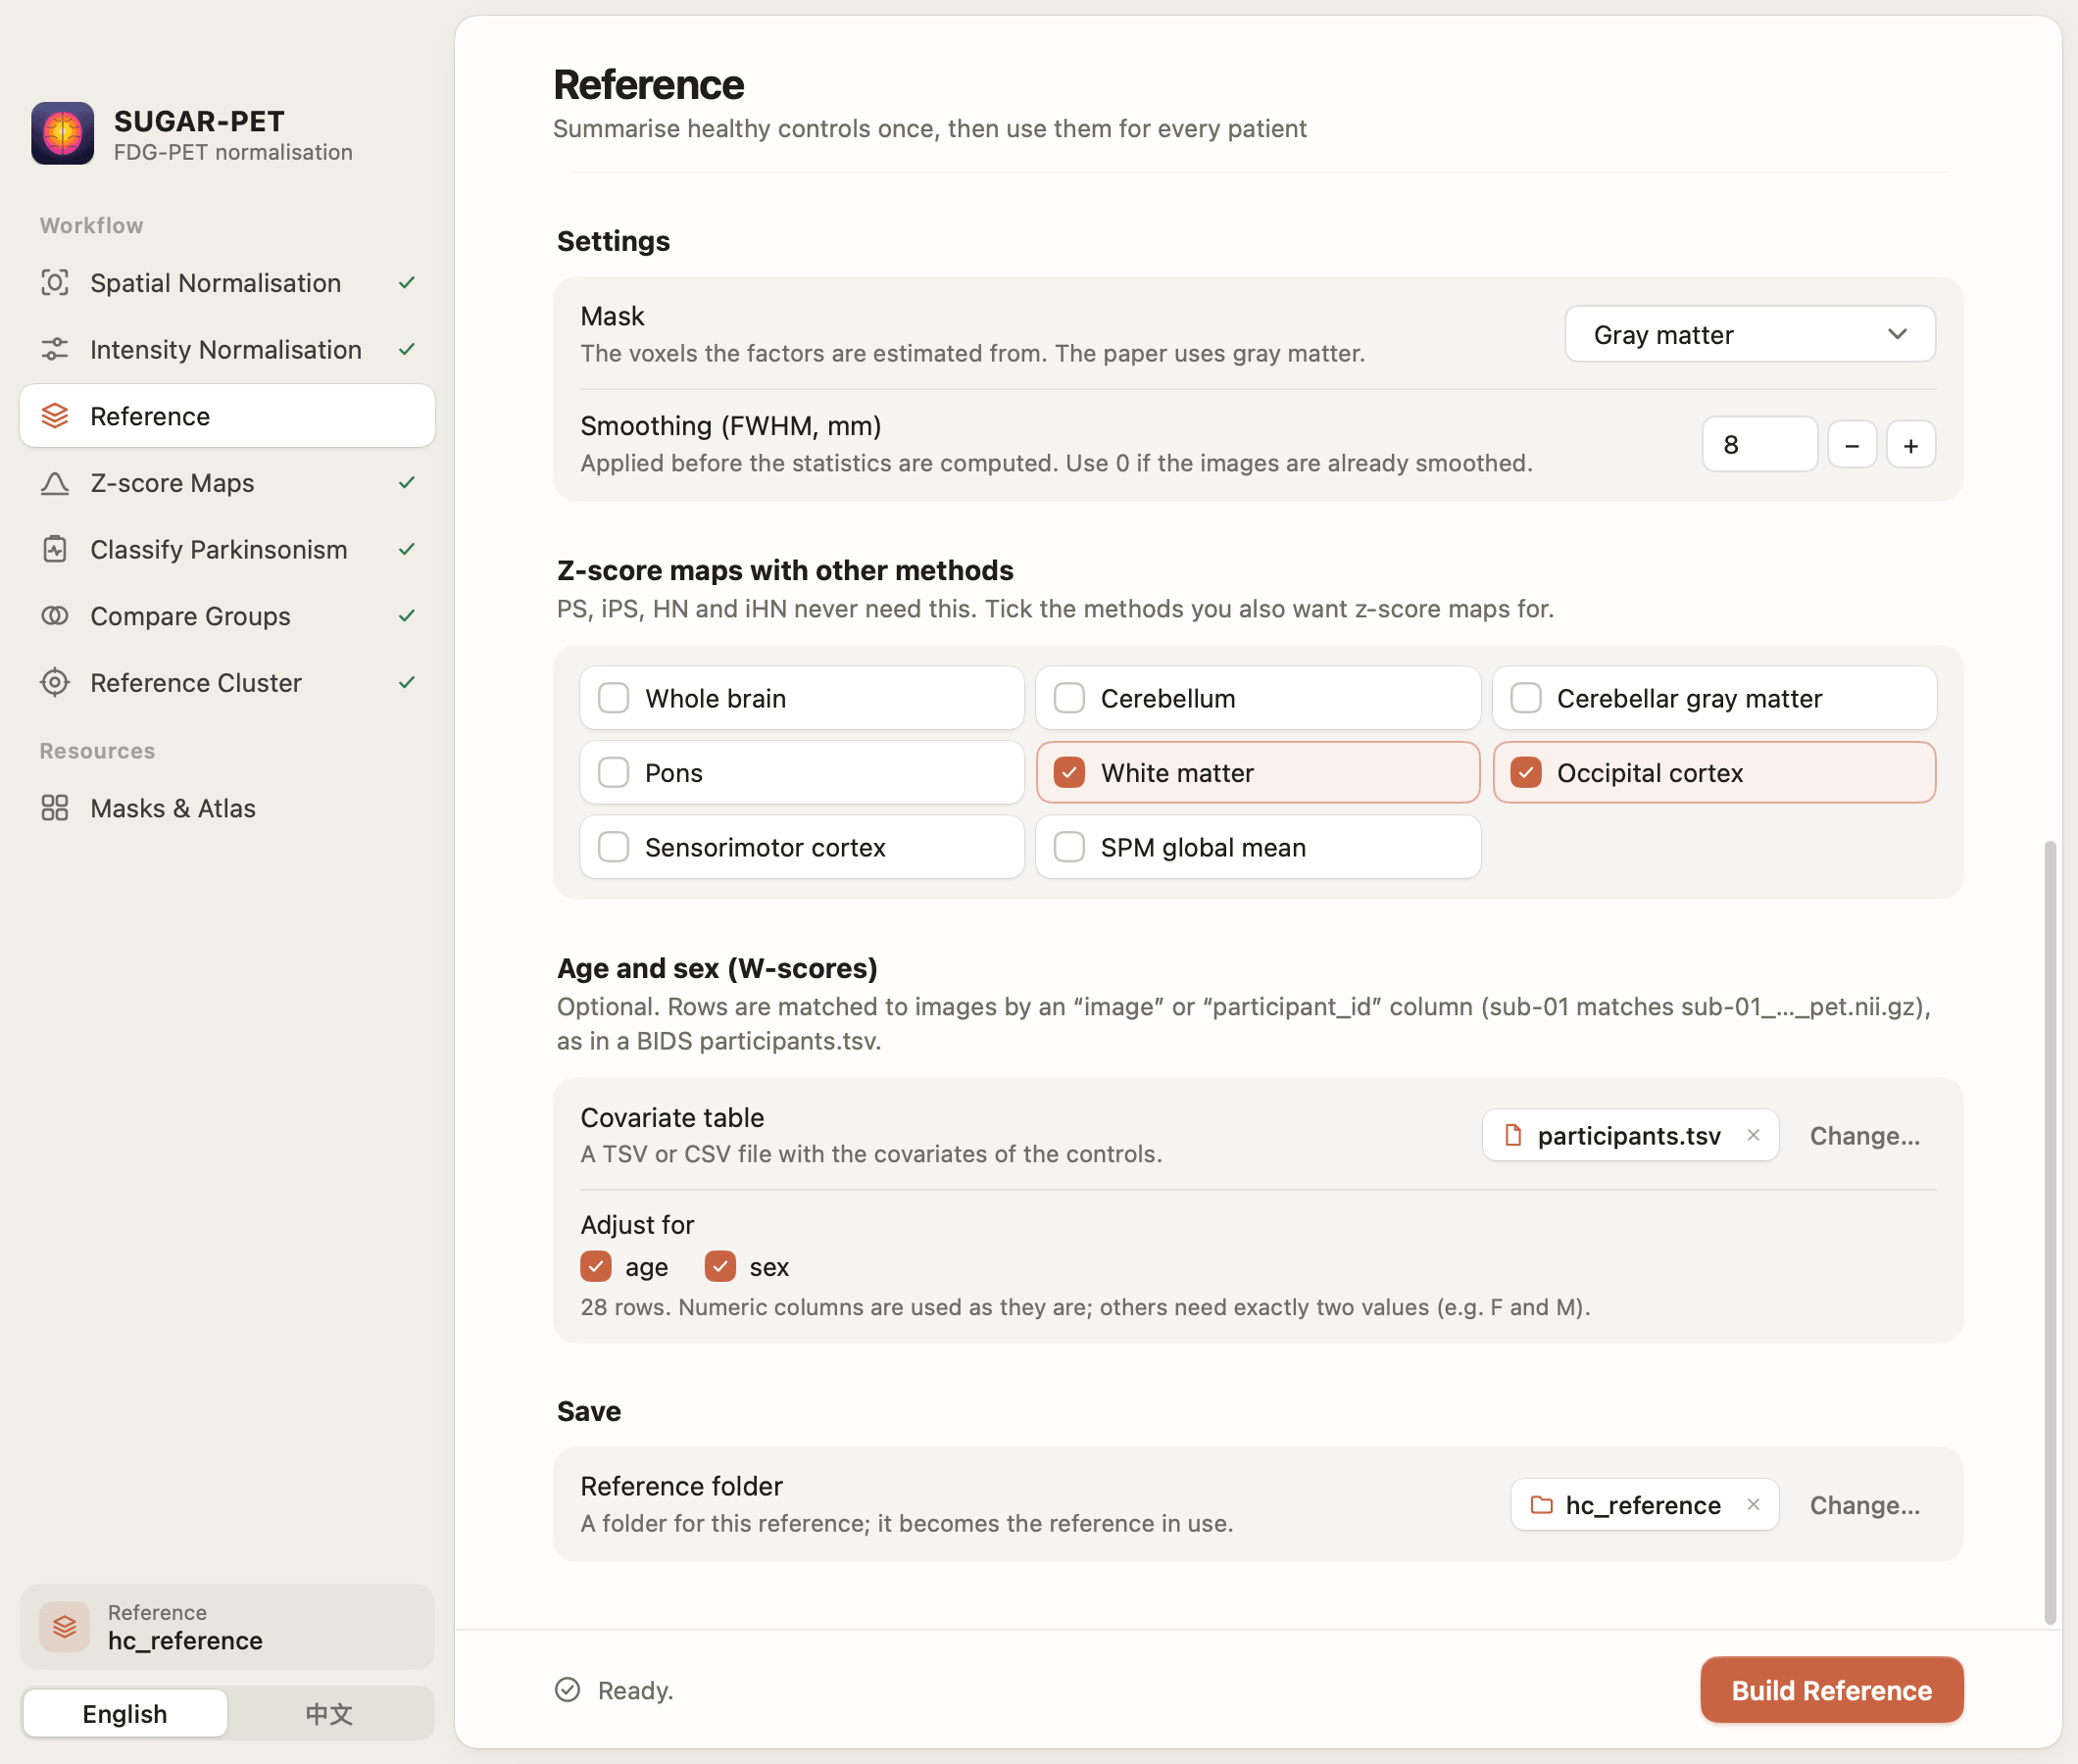 SUGAR-PET
FDG-PET normalisation
Workflow
Spatial Normalisation
Intensity Normalisation
Reference
Z-score Maps
Classify Parkinsonism
Compare Groups
Reference Cluster
Resources
Masks & Atlas
Reference
hc_reference
English
中文
Reference
Summarise healthy controls once, then use them for every patient
Settings
Mask
The voxels the factors are estimated from. The paper uses gray matter.
Gray matter
Smoothing (FWHM, mm)
Applied before the statistics are computed. Use 0 if the images are already smoothed.
8
−
+
Z-score maps with other methods
PS, iPS, HN and iHN never need this. Tick the methods you also want z-score maps for.
Whole brain
Cerebellum
Cerebellar gray matter
Pons
White matter
Occipital cortex
Sensorimotor cortex
SPM global mean
Age and sex (W-scores)
Optional. Rows are matched to images by an “image” or “participant_id” column (sub-01 matches sub-01_..._pet.nii.gz),
as in a BIDS participants.tsv.
Covariate table
A TSV or CSV file with the covariates of the controls.
participants.tsv
×
Change...
Adjust for
age
sex
28 rows. Numeric columns are used as they are; others need exactly two values (e.g. F and M).
Save
Reference folder
A folder for this reference; it becomes the reference in use.
hc_reference
×
Change...
Ready.
Build Reference